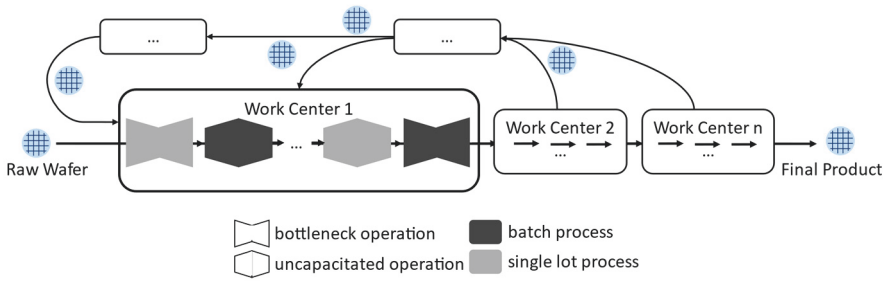 ...
...
Work Center 1
...
Work Center 2
...
Work Center n
...
Raw Wafer
Final Product
bottleneck operation
batch process
uncapacitated operation
single lot process